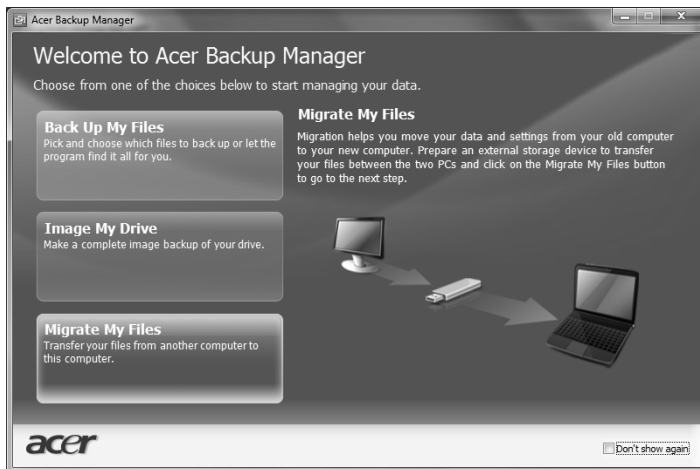 Acer Backup Manager
Welcome to Acer Backup Manager
Choose from one of the choices below to start managing your data.
Back Up My Files
Pick and choose which files to back up or let the
program find it all for you.
Image My Drive
Make a complete image backup of your drive.
Migrate My Files
Transfer your files from another computer to
this computer.
Migrate My Files
Migration helps you move your data and settings from your old computer
to your new computer. Prepare an external storage device to transfer
your files between the two PCs and click on the Migrate My Files button
to go to the next step.
acer
Don't show again